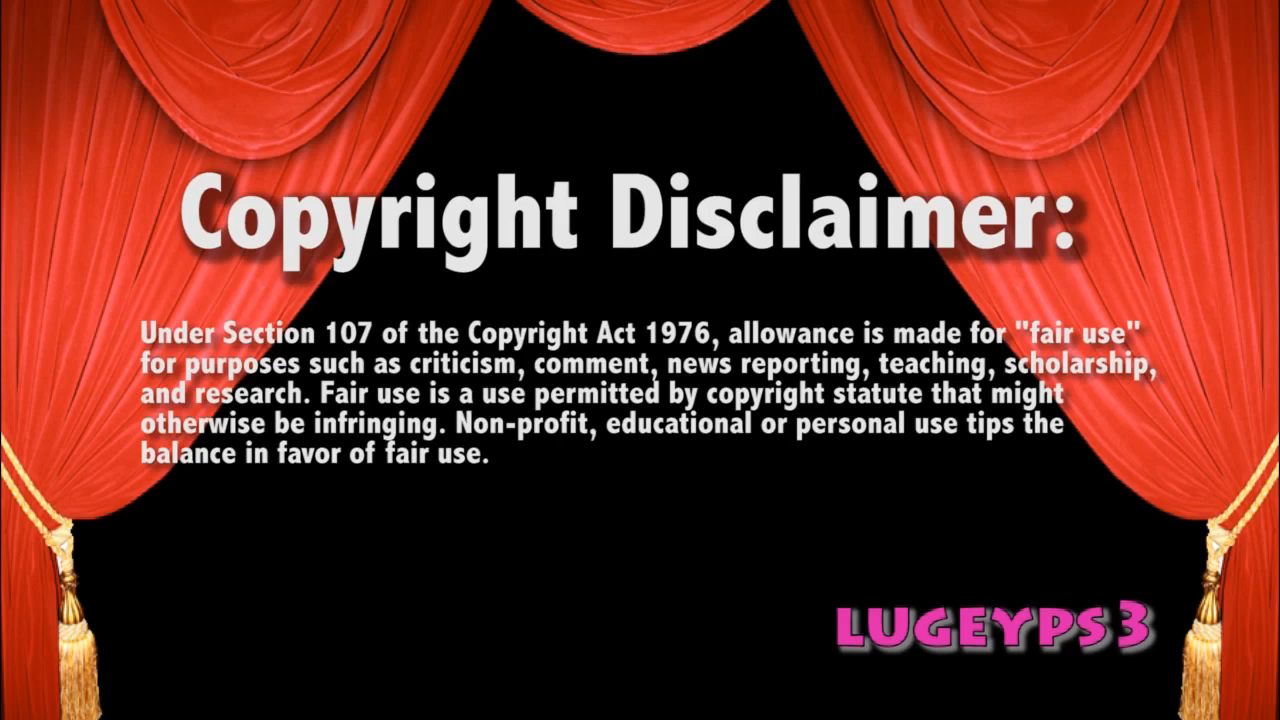 Copyright Disclaimer:
Under Section 107 of the Copyright Act 1976, allowance is made for "fair use"
for purposes such as criticism, comment, news reporting, teaching, scholarship,
and research. Fair use is a use permitted by copyright statute that might
otherwise be infringing. Non-profit, educational or personal use tips the
balance in favor of fair use.
LUGEYPS3